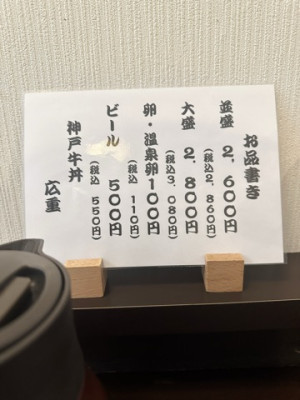 お品書き
並盛 2,600円
(税込2,860円)
大盛 2,800円
(税込3,080円)
卵・温泉卵100円
(税込 110円)
ビール 500円
(税込 550円)
神戸牛丼
広重